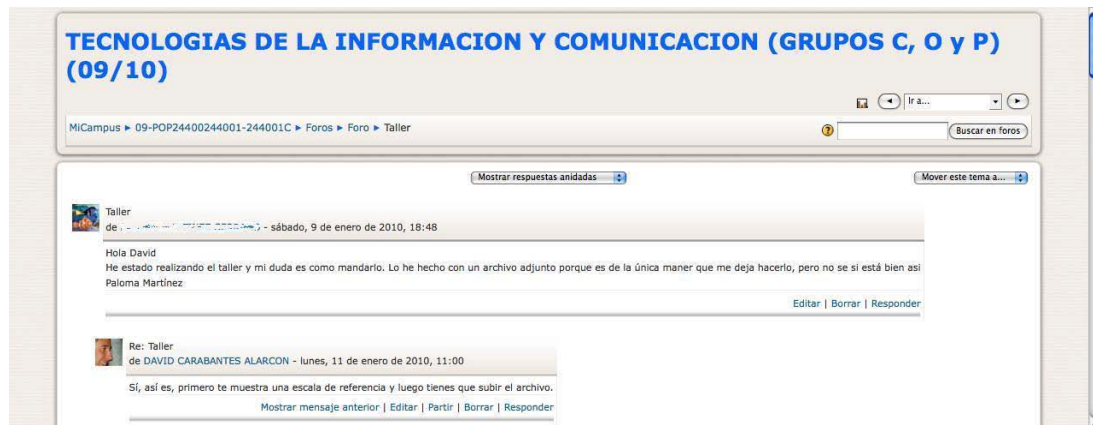 TECNOLOGIAS DE LA INFORMACION Y COMUNICACION (GRUPOS C, O y P)
(09/10)
Ir a...
MiCampus ► 09-POP24400244001-244001C ► Foros ► Foro ► Taller
Buscar en foros
Mostrar respuestas anidadas
Mover este tema a...
Taller
de - sábado, 9 de enero de 2010, 18:48
Hola David
He estado realizando el taller y mi duda es como mandarlo. Lo he hecho con un archivo adjunto porque es de la única maner que me deja hacerlo, pero no se si está bien asi
Paloma Martínez
Editar | Borrar | Responder
Re: Taller
de DAVID CARABANTES ALARCON - lunes, 11 de enero de 2010, 11:00
Sí, así es, primero te muestra una escala de referencia y luego tienes que subir el archivo.
Mostrar mensaje anterior | Editar | Partir | Borrar | Responder